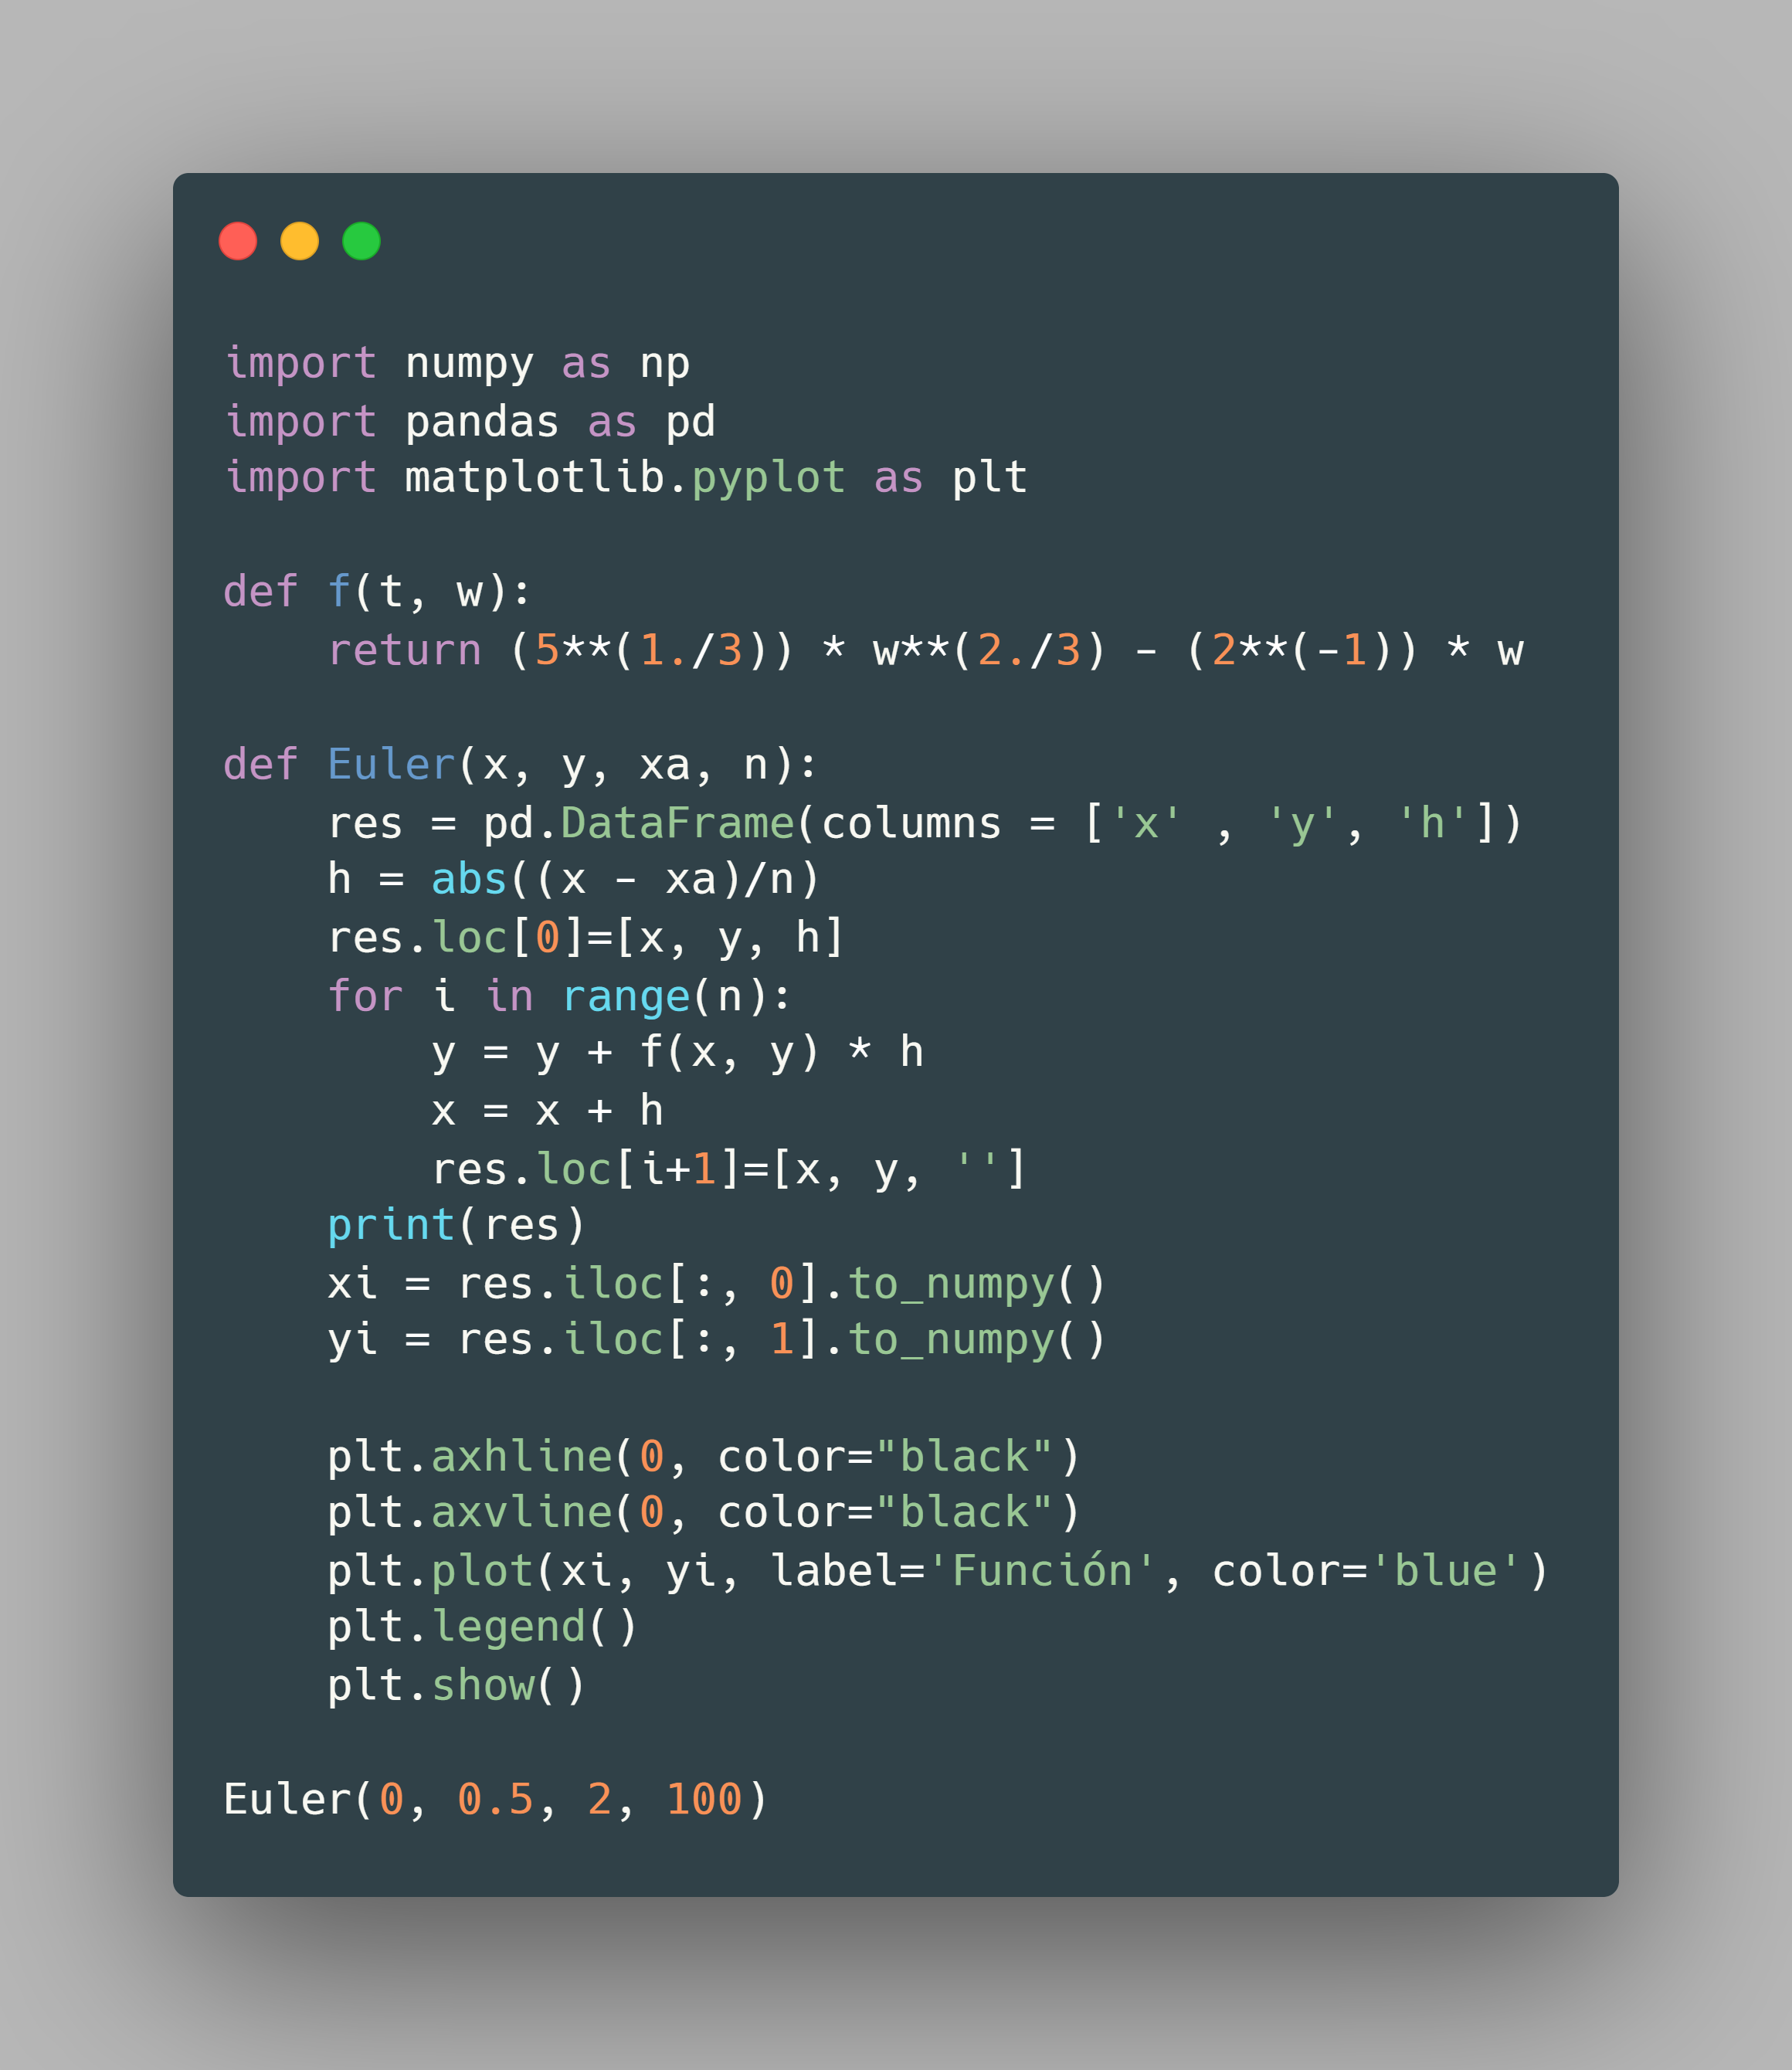 import numpy as np
import pandas as pd
import matplotlib.pyplot as plt

def f(t, w):
    return (5**(1./3)) * w**(2./3) - (2**(-1)) * w

def Euler(x, y, xa, n):
    res = pd.DataFrame(columns = ['x' , 'y', 'h'])
    h = abs((x - xa)/n)
    res.loc[0]=[x, y, h]
    for i in range(n):
        y = y + f(x, y) * h
        x = x + h
        res.loc[i+1]=[x, y, '']
    print(res)
    xi = res.iloc[:, 0].to_numpy()
    yi = res.iloc[:, 1].to_numpy()

    plt.axhline(0, color="black")
    plt.axvline(0, color="black")
    plt.plot(xi, yi, label='Función', color='blue')
    plt.legend()
    plt.show()

Euler(0, 0.5, 2, 100)